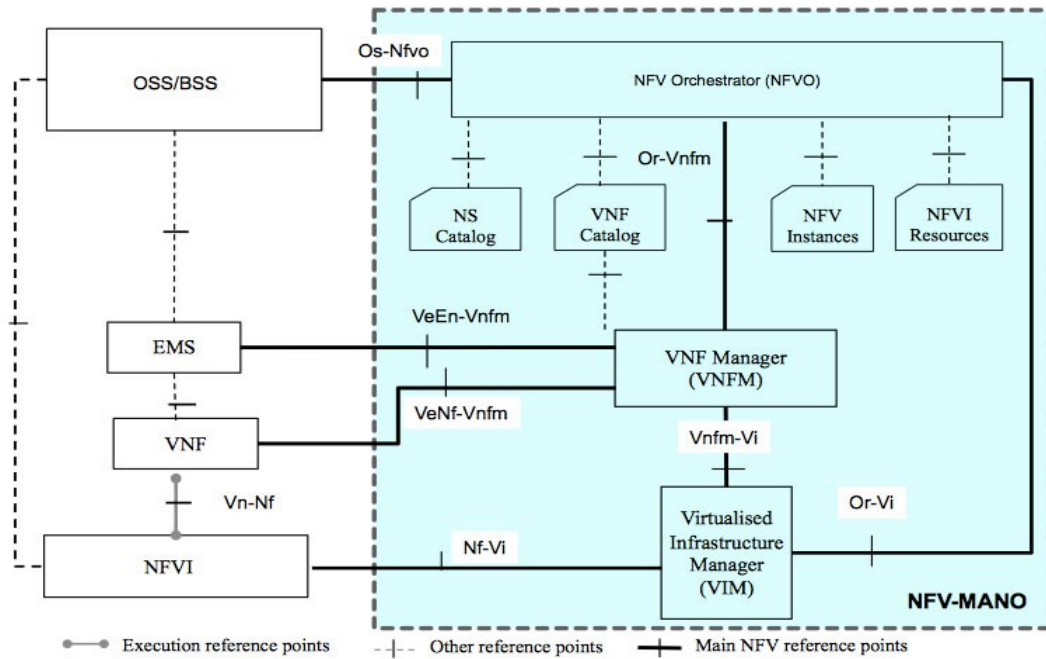 Os-Nfvo
OSS/BSS
NFV Orchestrator (NFVO)
Or-Vnfm
NS
Catalog
VNF
Catalog
NFV
Instances
NFVI
Resources
VeEn-Vnfm
EMS
VNF Manager
(VNFM)
VeNf-Vnfm
VNF
Vnfm-Vi
Vn-Nf
Or-Vi
Virtualised
Infrastructure
Manager
(VIM)
Nf-Vi
NFVI
NFV-MANO
Execution reference points
Other reference points
Main NFV reference points